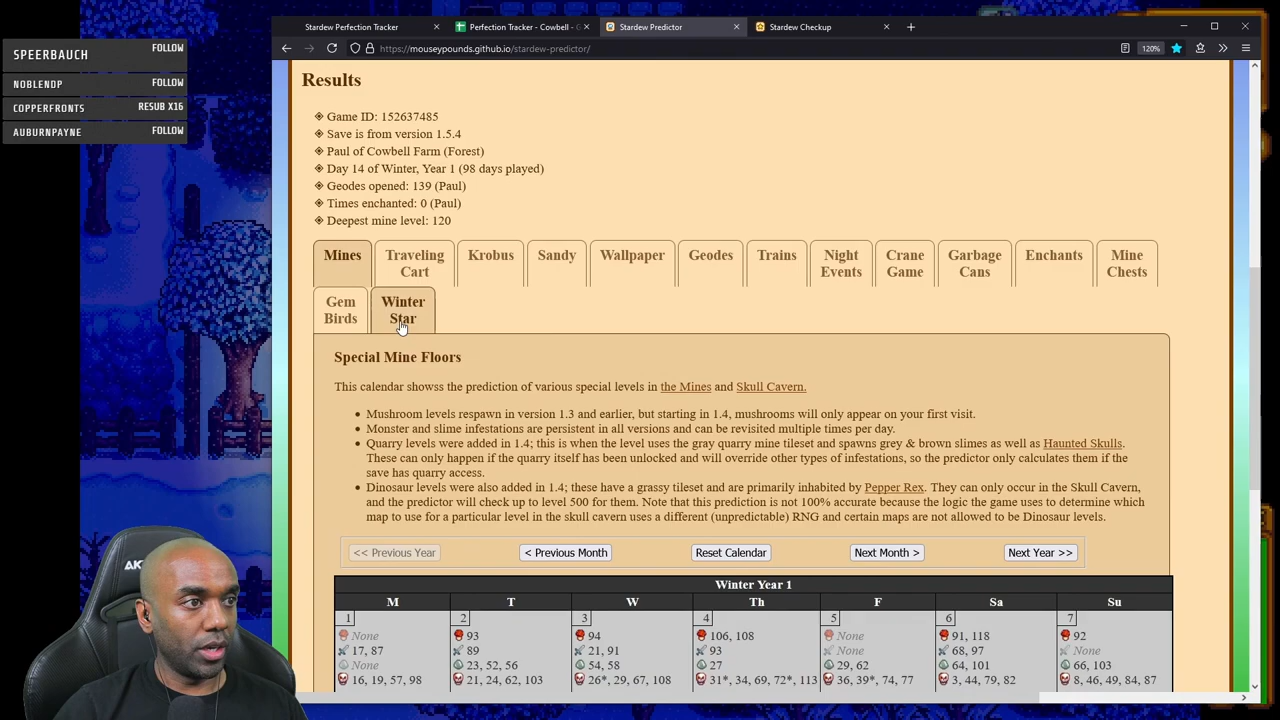 SPEERBAUCH FOLLOW
NOBLENDP FOLLOW
COPPERFRONTS RESUB X16
AUBURNPAYNE FOLLOW
Stardew Perfection Tracker
Perfection Tracker - Cowbell - G
Stardew Predictor
Stardew Checkup
https://mouseypounds.github.io/stardew-predictor/
120%
Results
Game ID: 152637485
Save is from version 1.5.4
Paul of Cowbell Farm (Forest)
Day 14 of Winter, Year 1 (98 days played)
Geodes opened: 139 (Paul)
Times enchanted: 0 (Paul)
Deepest mine level: 120
Mines
Traveling Cart
Krobus
Sandy
Wallpaper
Geodes
Trains
Night Events
Crane Game
Garbage Cans
Enchants
Mine Chests
Gem Birds
Winter Star
Special Mine Floors
This calendar showss the prediction of various special levels in the Mines and Skull Cavern.
Mushroom levels respawn in version 1.3 and earlier, but starting in 1.4, mushrooms will only appear on your first visit.
Monster and slime infestations are persistent in all versions and can be revisited multiple times per day.
Quarry levels were added in 1.4; this is when the level uses the gray quarry mine tileset and spawns grey & brown slimes as well as Haunted Skulls.
These can only happen if the quarry itself has been unlocked and will override other types of infestations, so the predictor only calculates them if the
save has quarry access.
Dinosaur levels were also added in 1.4; these have a grassy tileset and are primarily inhabited by Pepper Rex. They can only occur in the Skull Cavern,
and the predictor will check up to level 500 for them. Note that this prediction is not 100% accurate because the logic the game uses to determine which
map to use for a particular level in the skull cavern uses a different (unpredictable) RNG and certain maps are not allowed to be Dinosaur levels.
<< Previous Year
< Previous Month
Reset Calendar
Next Month >
Next Year >>
Winter Year 1
M T W Th F Sa Su
1 2 3 4 5 6 7
None 93 94 106, 108 None 91, 118 92
17, 87 89 21, 91 93 None 68, 97 None
None 23, 52, 56 54, 58 27 29, 62 64, 101 66, 103
16, 19, 57, 98 21, 24, 62, 103 26*, 29, 67, 108 31*, 34, 69, 72*, 113 36, 39*, 74, 77 3, 44, 79, 82 8, 46, 49, 84, 87